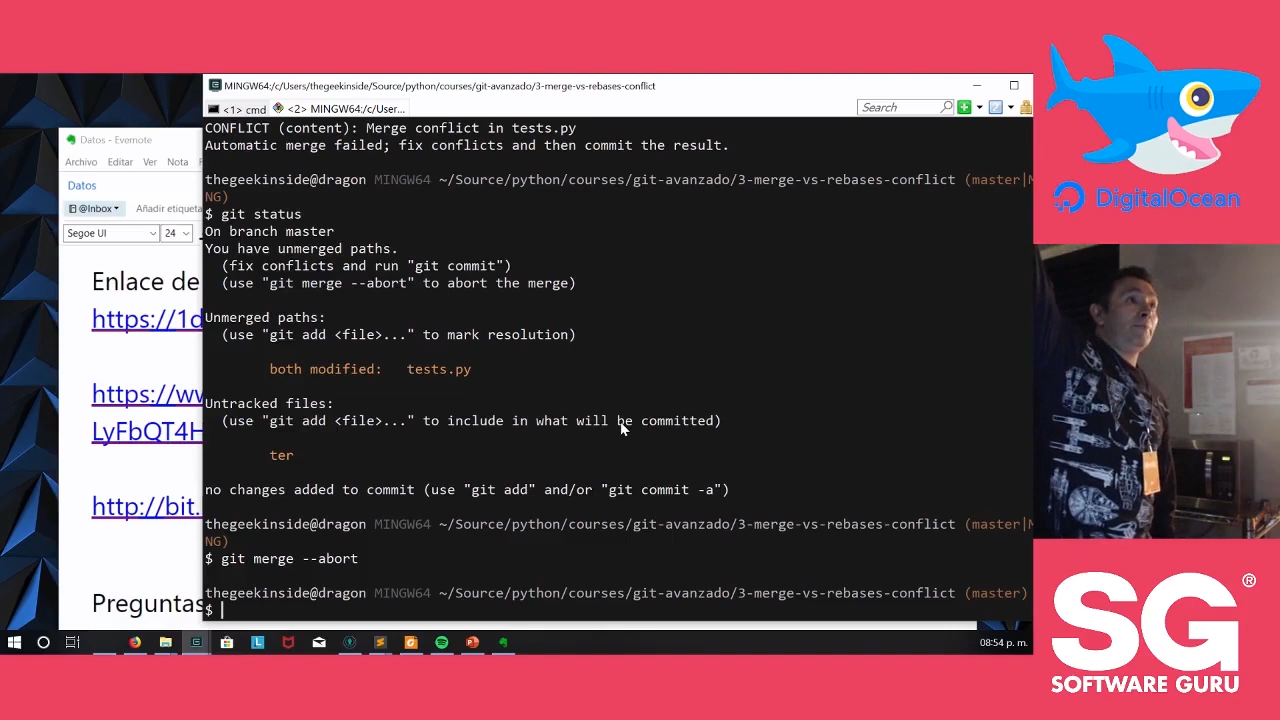 MINGW64:/c/Users/thegeekinside/Source/python/courses/git-avanzado/3-merge-vs-rebases-conflict
<1> cmd
<2> MINGW64:/c/User...
Search
CONFLICT (content): Merge conflict in tests.py
Automatic merge failed; fix conflicts and then commit the result.
thegeekinside@dragon MINGW64 ~/Source/python/courses/git-avanzado/3-merge-vs-rebases-conflict (master|M
NG)
$ git status
On branch master
You have unmerged paths.
(fix conflicts and run "git commit")
(use "git merge --abort" to abort the merge)
Unmerged paths:
(use "git add <file>..." to mark resolution)
both modified: tests.py
Untracked files:
(use "git add <file>..." to include in what will be committed)
ter
no changes added to commit (use "git add" and/or "git commit -a")
thegeekinside@dragon MINGW64 ~/Source/python/courses/git-avanzado/3-merge-vs-rebases-conflict (master|M
NG)
$ git merge --abort
thegeekinside@dragon MINGW64 ~/Source/python/courses/git-avanzado/3-merge-vs-rebases-conflict (master)
$
Datos - Evernote
Archivo Editar Ver Nota
Datos
@Inbox Añadir etiqueta
Segoe UI 24
Enlace de
https://1d
https://ww
LyFbQT4H
http://bit.
Preguntas
08:54 p. m.
DigitalOcean
SG®
SOFTWARE GURU